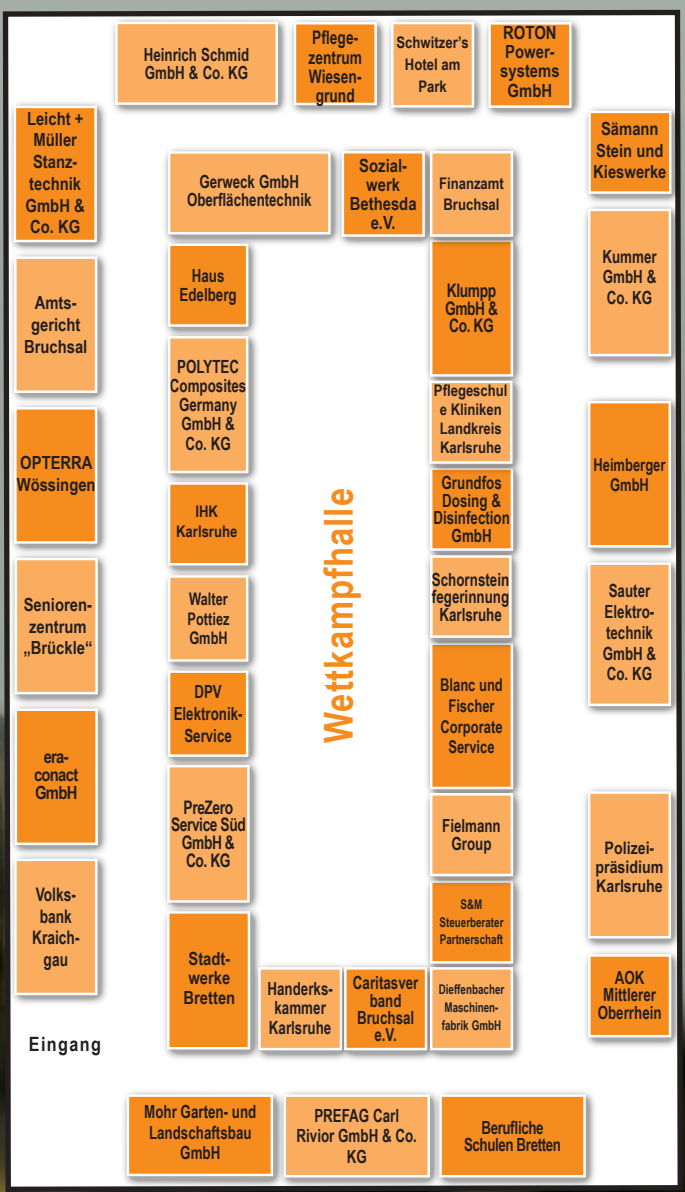 Heinrich Schmid
GmbH & Co. KG
Pflege-
zentrum
Wiesen-
grund
Schwitzer's
Hotel am
Park
ROTON
Power-
systems
GmbH
Leicht +
Müller
Stanz-
technik
GmbH &
Co. KG
Gerweck GmbH
Oberflächentechnik
Sozial-
werk
Bethesda
e.V.
Finanzamt
Bruchsal
Sämann
Stein und
Kieswerke
Amts-
gericht
Bruchsal
Haus
Edelberg
Klumpp
GmbH &
Co. KG
Kummer
GmbH &
Co. KG
POLYTEC
Composites
Germany
GmbH &
Co. KG
Pflegeschul
e Kliniken
Landkreis
Karlsruhe
OPTERRA
Wössingen
IHK
Karlsruhe
Wettkampfhalle
Grundfos
Dosing &
Disinfection
GmbH
Heimberger
GmbH
Senioren-
zentrum
„Brückle“
Walter
Pottiez
GmbH
Schornstein
fegerinnung
Karlsruhe
Sauter
Elektro-
technik
GmbH &
Co. KG
DPV
Elektronik-
Service
Blanc und
Fischer
Corporate
Service
era-
conact
GmbH
PreZero
Service Süd
GmbH &
Co. KG
Fielmann
Group
Polizei-
präsidium
Karlsruhe
Volks-
bank
Kraich-
gau
Stadt-
werke
Bretten
S&M
Steuerberater
Partnerschaft
Handerks-
kammer
Karlsruhe
Caritasver
band
Bruchsal
e.V.
Dieffenbacher
Maschinen-
fabrik GmbH
AOK
Mittlerer
Oberrhein
Eingang
Mohr Garten- und
Landschaftsbau
GmbH
PREFAG Carl
Rivior GmbH & Co.
KG
Berufliche
Schulen Bretten